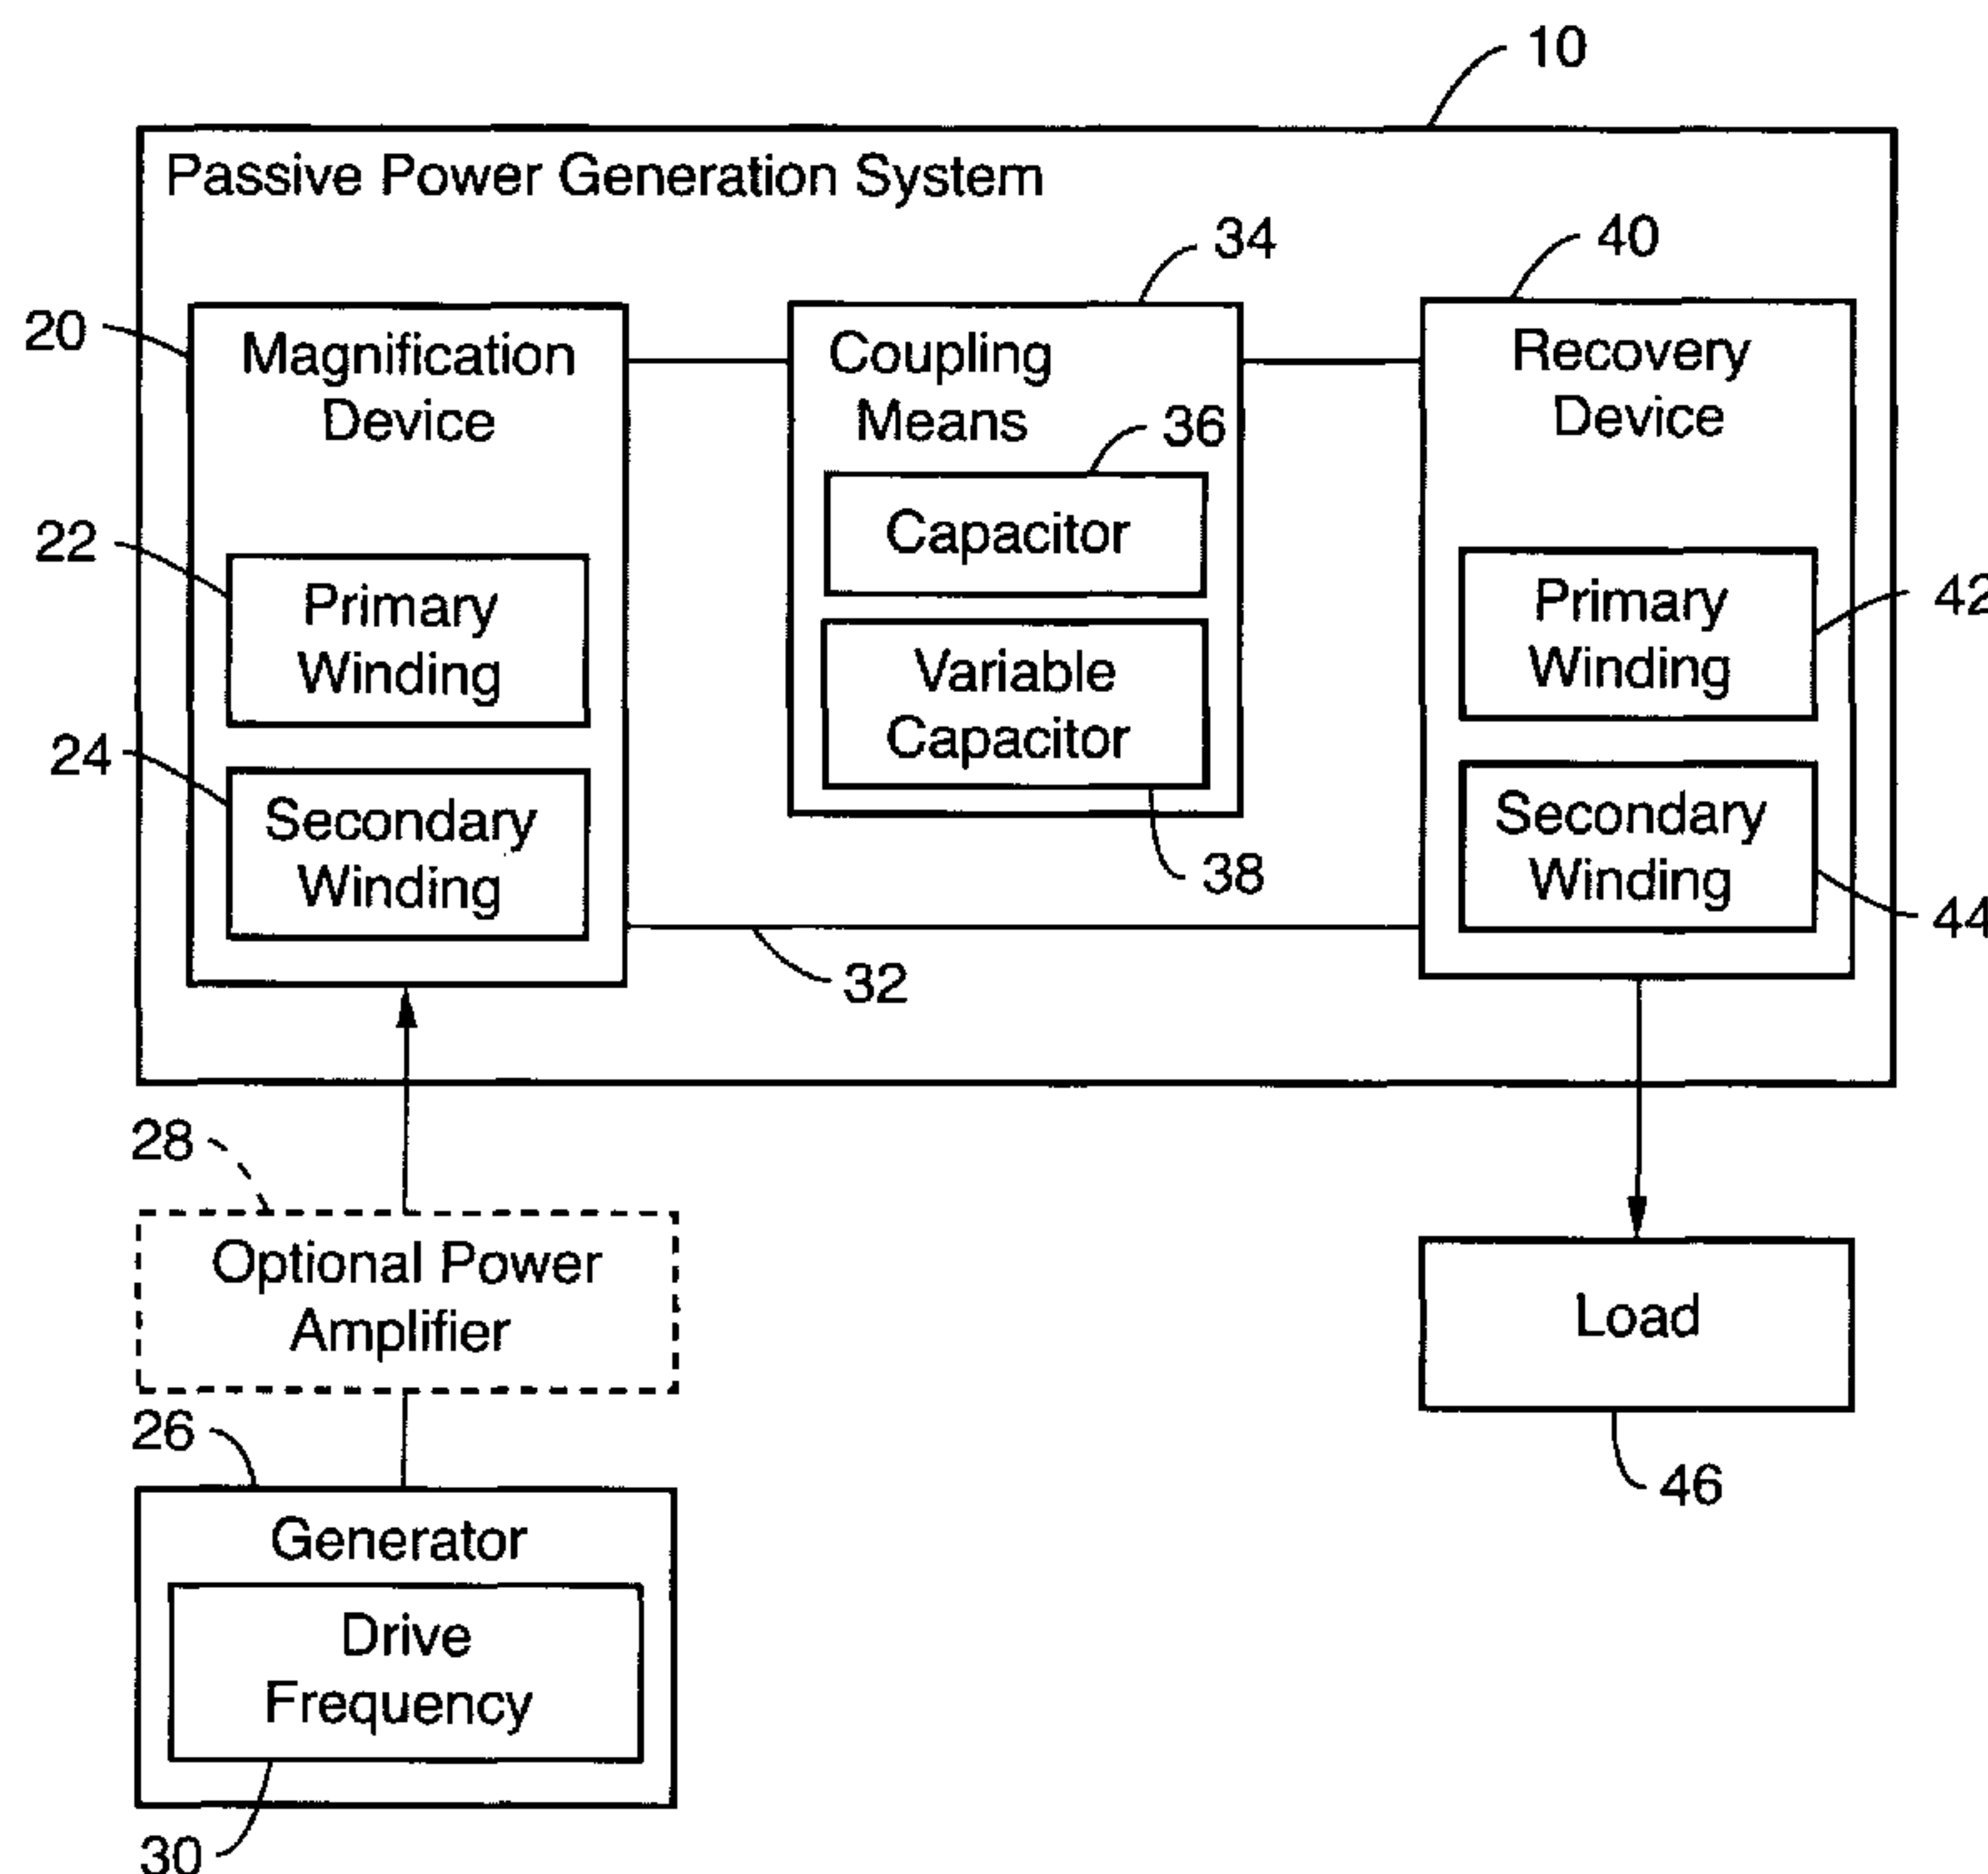 10
Passive Power Generation System
34
40
20
Magnification
Device
Coupling
Means
Recovery
Device
36
Capacitor
22
Primary
Winding
Variable
Capacitor
Primary
Winding
42
24
Secondary
Winding
38
Secondary
Winding
44
32
28
Optional Power
Amplifier
Load
26
46
Generator
Drive
Frequency
30